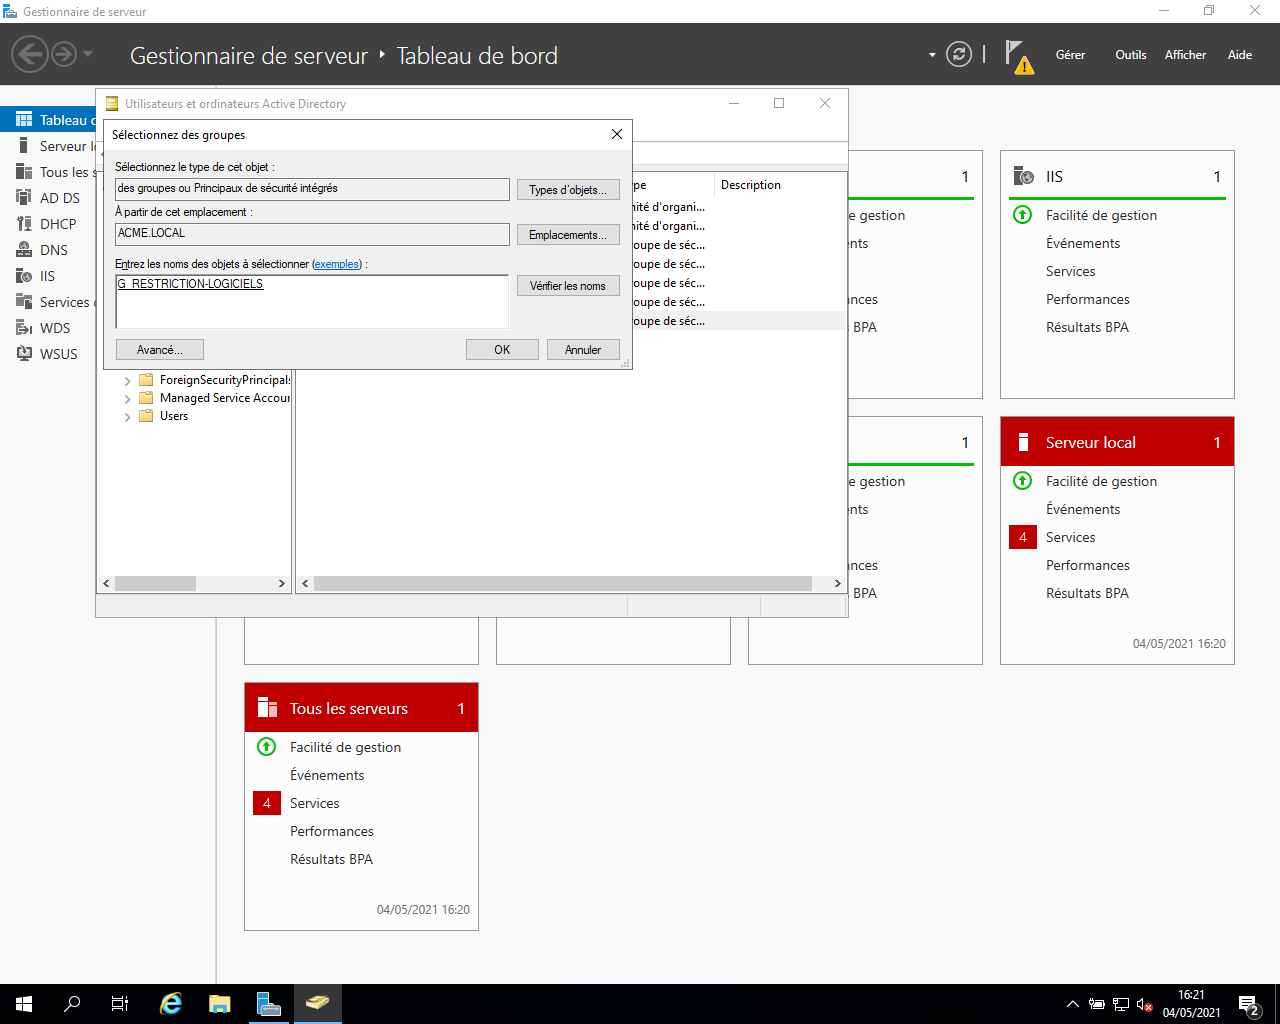 Gestionnaire de serveur
Gestionnaire de serveur ‣ Tableau de bord
Gérer
Outils
Afficher
Aide
Tableau d
Serveur l
Tous les s
AD DS
DHCP
DNS
IIS
Services
WDS
WSUS
Utilisateurs et ordinateurs Active Directory
Sélectionnez des groupes
Sélectionnez le type de cet objet :
des groupes ou Principaux de sécurité intégrés
Types d'objets...
À partir de cet emplacement :
ACME.LOCAL
Emplacements...
Entrez les noms des objets à sélectionner (exemples) :
G_RESTRICTION-LOGICIELS
Vérifier les noms
Avancé...
OK
Annuler
pe
Description
nité d'organi...
nité d'organi...
oupe de séc...
oupe de séc...
oupe de séc...
oupe de séc...
oupe de séc...
ForeignSecurityPrincipals
Managed Service Accour
Users
1
e gestion
ents
nces
BPA
IIS
1
Facilité de gestion
Événements
Services
Performances
Résultats BPA
1
e gestion
nts
nces
BPA
Serveur local
1
Facilité de gestion
Événements
4
Services
Performances
Résultats BPA
04/05/2021 16:20
Tous les serveurs
1
Facilité de gestion
Événements
4
Services
Performances
Résultats BPA
04/05/2021 16:20
16:21
04/05/2021
2